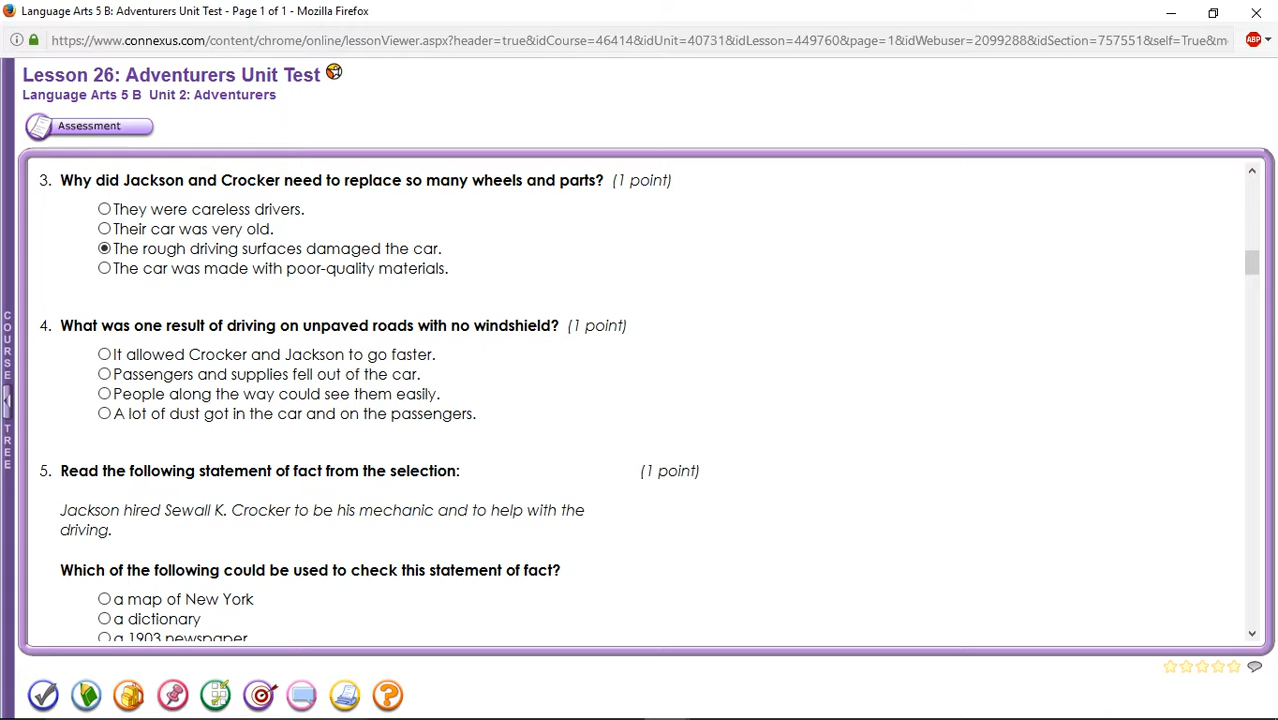 Language Arts 5 B: Adventurers Unit Test - Page 1 of 1 - Mozilla Firefox
https://www.connexus.com/content/chrome/online/lessonViewer.aspx?header=true&idCourse=46414&idUnit=40731&idLesson=449760&page=1&idWebuser=2099288&idSection=757551&self=True&m
ABP
Lesson 26: Adventurers Unit Test
Language Arts 5 B Unit 2: Adventurers
Assessment
3. Why did Jackson and Crocker need to replace so many wheels and parts? (1 point)
They were careless drivers.
Their car was very old.
The rough driving surfaces damaged the car.
The car was made with poor-quality materials.
4. What was one result of driving on unpaved roads with no windshield? (1 point)
It allowed Crocker and Jackson to go faster.
Passengers and supplies fell out of the car.
People along the way could see them easily.
A lot of dust got in the car and on the passengers.
5. Read the following statement of fact from the selection: (1 point)
Jackson hired Sewall K. Crocker to be his mechanic and to help with the
driving.
Which of the following could be used to check this statement of fact?
a map of New York
a dictionary
a 1903 newspaper
COURSE TREE